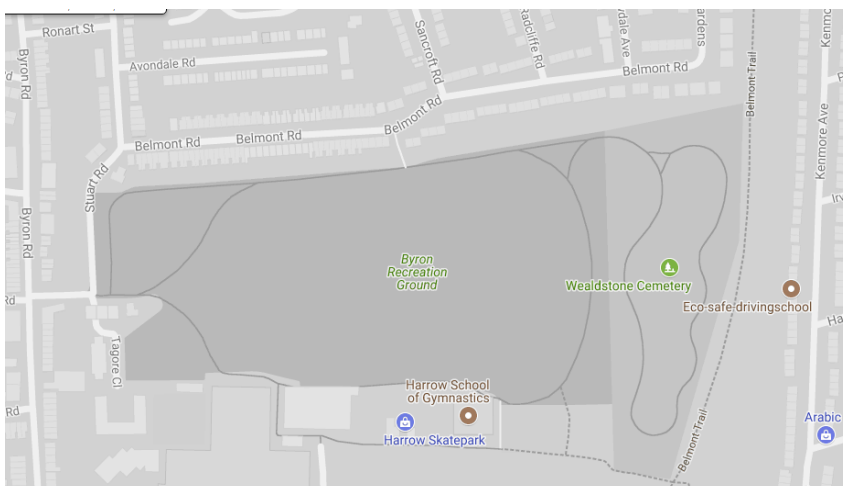 Ronart St
Byron Rd
Avondale Rd
Sancroft Rd
Radcliffe Rd
Belmont Rd
Belmont Rd
Belmont Rd
Belmont Rd
Stuart Rd
Belmont-Trail
Kenmore Ave
Byron Rd
Byron
Recreation
Ground
Wealdstone Cemetery
Eco-safe-drivingschool
Tagore Cl
Harrow School
of Gymnastics
Harrow Skatepark
Belmont-Trail
Arabic
Rd
Rd